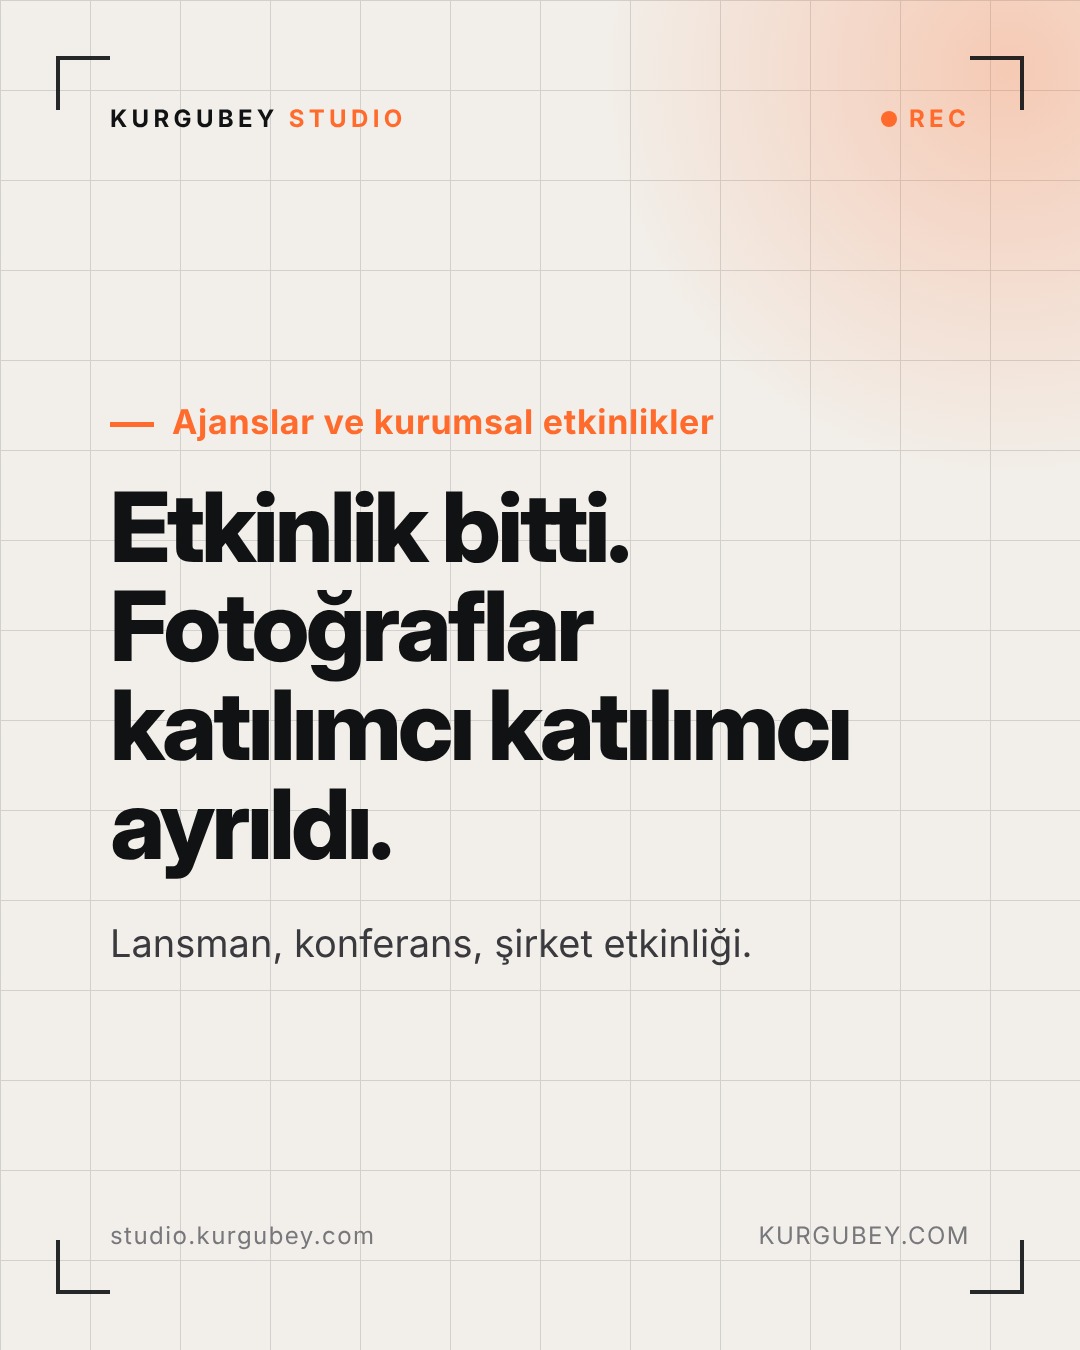 KURGUBEY STUDIO
REC
Ajanslar ve kurumsal etkinlikler
Etkinlik bitti.
Fotoğraflar
katılımcı katılımcı
ayrıldı.
Lansman, konferans, şirket etkinliği.
studio.kurgubey.com
KURGUBEY.COM